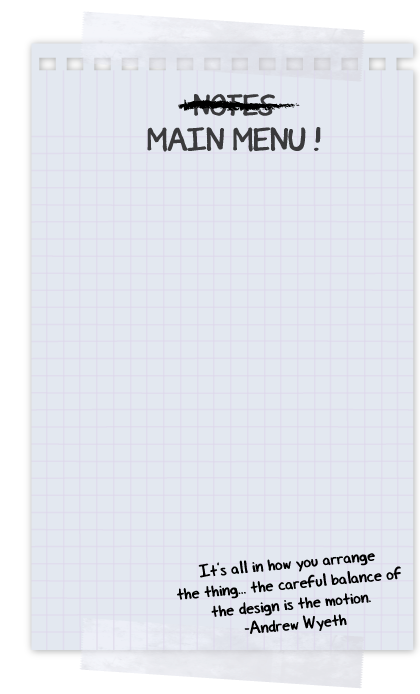 NOTES
MAIN MENU !
It's all in how you arrange
the thing... the careful balance of
the design is the motion.
-Andrew Wyeth